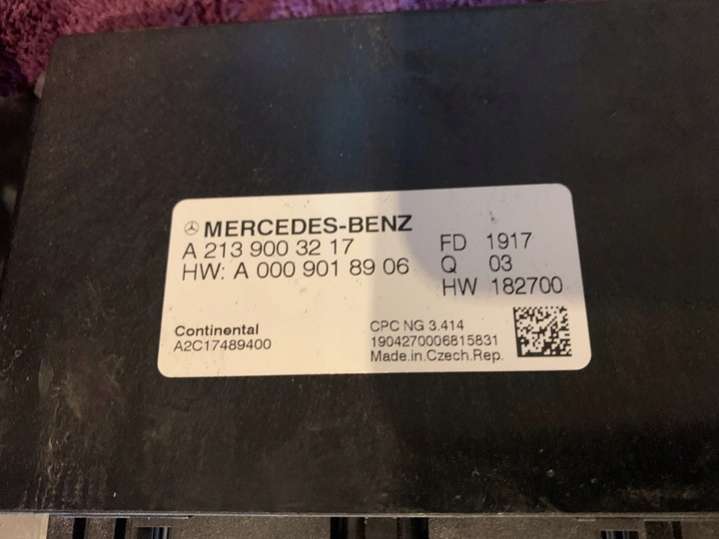 MERCEDES-BENZ
A 213 900 32 17
HW: A 000 901 89 06
FD 1917
Q 03
HW 182700
Continental
A2C17489400
CPC NG 3.414
1904270006815831
Made.in.Czech.Rep.